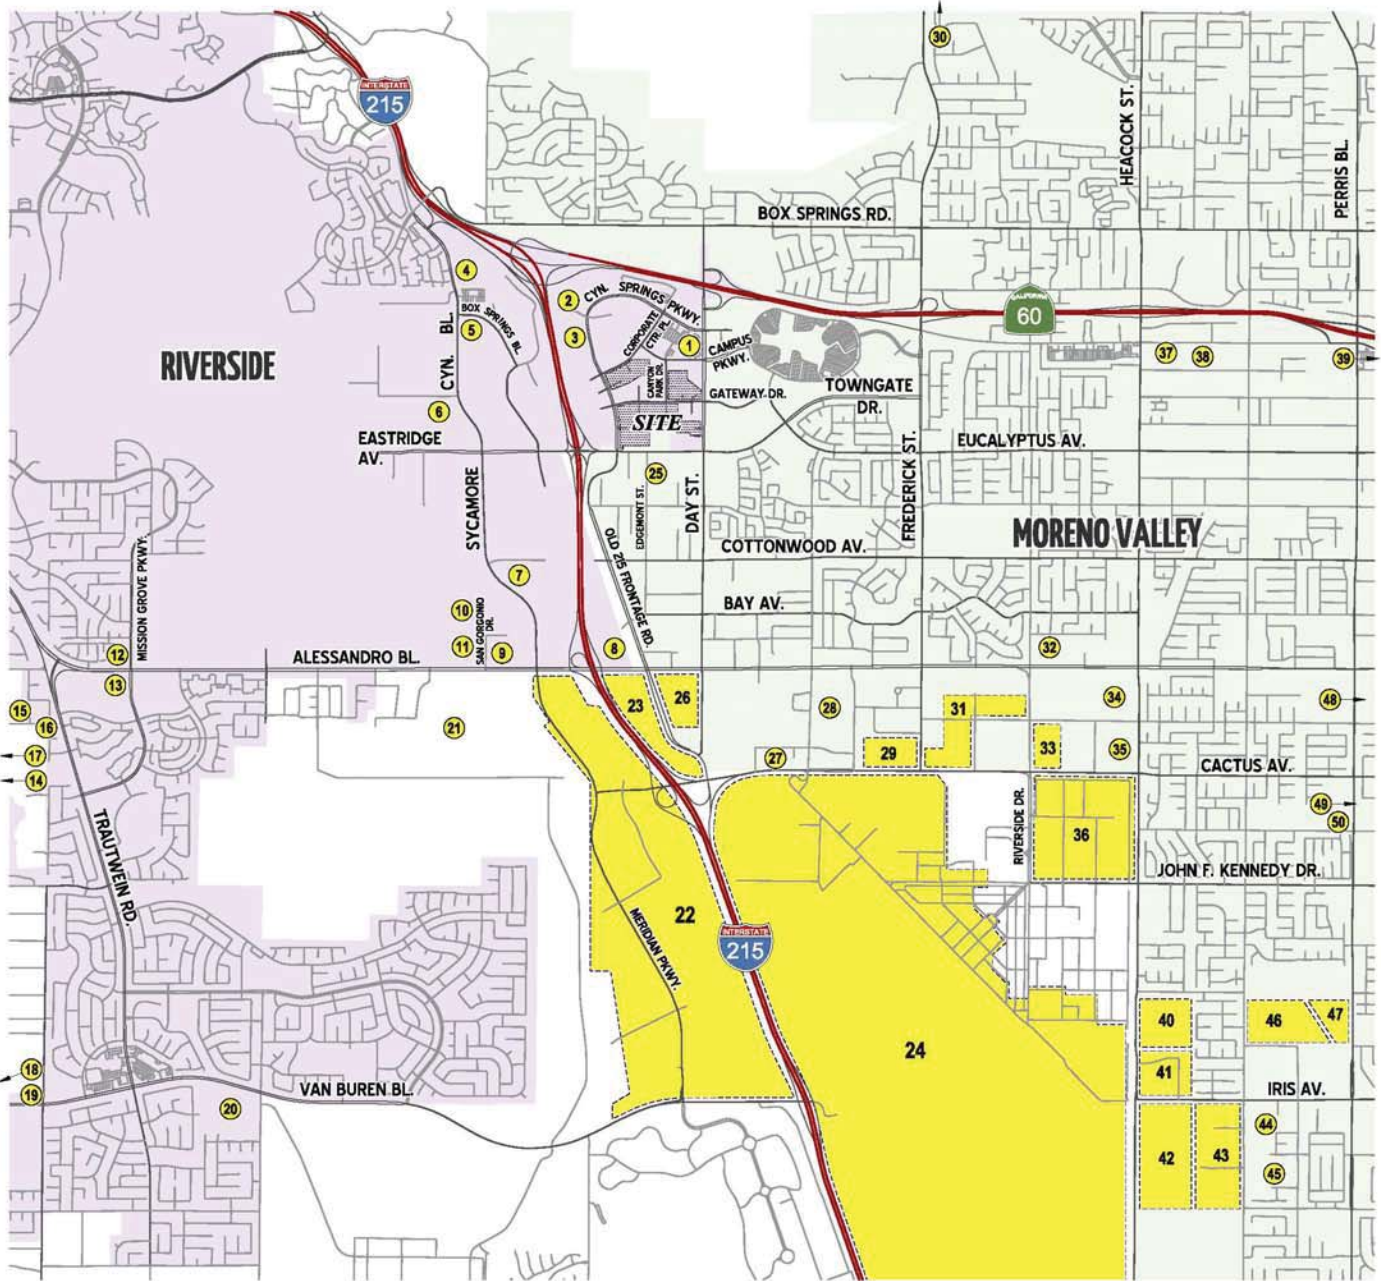 30
INTERSTATE
215
HEACOCK ST.
PERRIS BL.
BOX SPRINGS RD.
4
2
CYN. SPRINGS PKWY.
CALIFORNIA
60
BOX SPRINGS BL.
5
3
CORPORATE
CTR. PL.
1
CAMPUS
PKWY.
37
38
39
RIVERSIDE
CYN. BL.
CANYON
PARK DR.
GATEWAY DR.
TOWNGATE
DR.
6
SITE
EASTRIDGE
AV.
FREDERICK ST.
EUCALYPTUS AV.
SYCAMORE
25
EDGEMONT ST.
DAY ST.
MORENO VALLEY
COTTONWOOD AV.
MISSION GROVE PKWY.
OLD 215 FRONTAGE RD.
7
BAY AV.
10
SAN GORGONIO
DR.
12
11
9
8
32
ALESSANDRO BL.
13
15
16
21
23
26
28
31
34
48
17
27
29
33
35
CACTUS AV.
14
49
50
TRAUTWEIN RD.
RIVERSIDE DR.
36
JOHN F. KENNEDY DR.
22
MERIDIAN PKWY.
INTERSTATE
215
24
40
46
47
18
41
19
VAN BUREN BL.
IRIS AV.
20
44
42
43
45